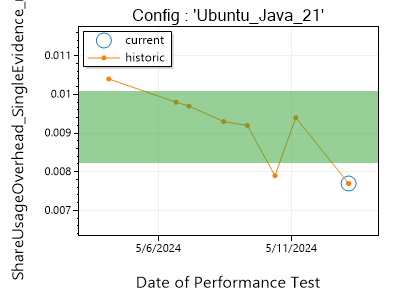 Config : 'Ubuntu_Java_21'
current
historic
0.011
0.01
0.009
0.008
0.007
ShareUsageOverhead_SingleEvidence_
5/6/2024
5/11/2024
Date of Performance Test